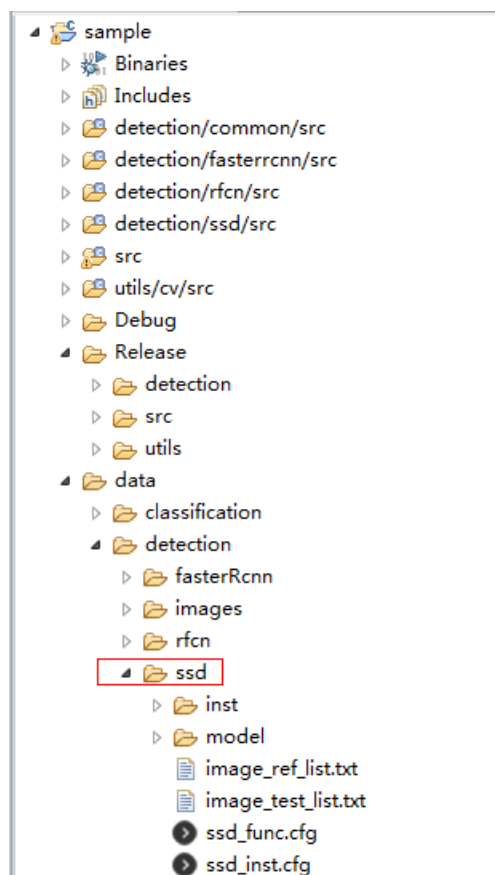 sample
Binaries
Includes
detection/common/src
detection/fasterrcnn/src
detection/rfcn/src
detection/ssd/src
src
utils/cv/src
Debug
Release
detection
src
utils
data
classification
detection
fasterRcnn
images
rfcn
ssd
inst
model
image_ref_list.txt
image_test_list.txt
ssd_func.cfg
ssd_inst.cfg